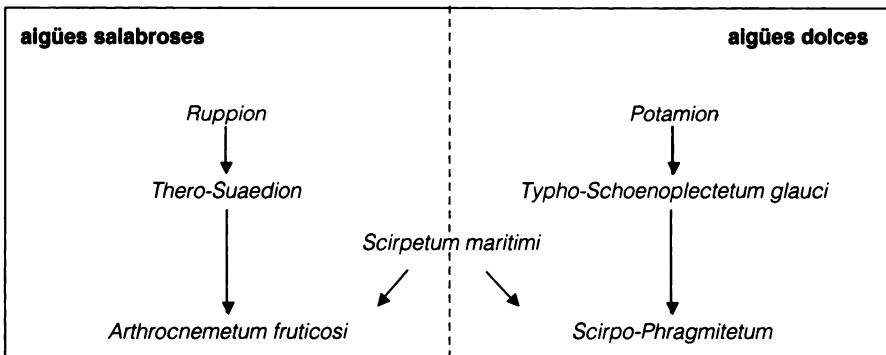 aigües salabroses
aigües dolces
Ruppion
Potamion
Thero-Suaedion
Typho-Schoenoplectetum glauci
Scirpetum maritimi
Arthrocnemetum fruticosi
Scirpo-Phragmitetum